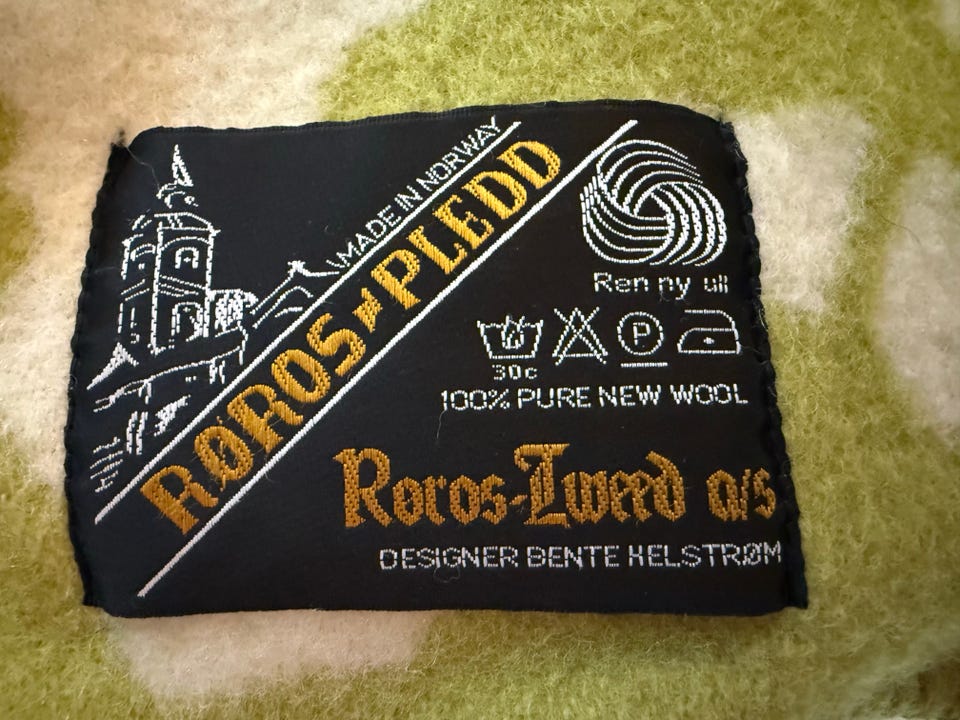 MADE IN NORWAY
RØROS-PLEDD
Ren ny ull
P
30c
100% PURE NEW WOOL
Roros-Tweed a/s
DESIGNER BENTE HELSTRØM